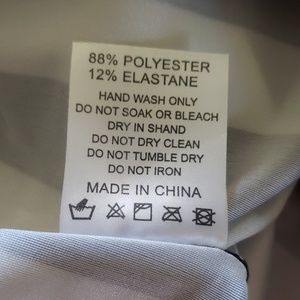 88% POLYESTER
12% ELASTANE
HAND WASH ONLY
DO NOT SOAK OR BLEACH
DRY IN SHAND
DO NOT DRY CLEAN
DO NOT TUMBLE DRY
DO NOT IRON
MADE IN CHINA